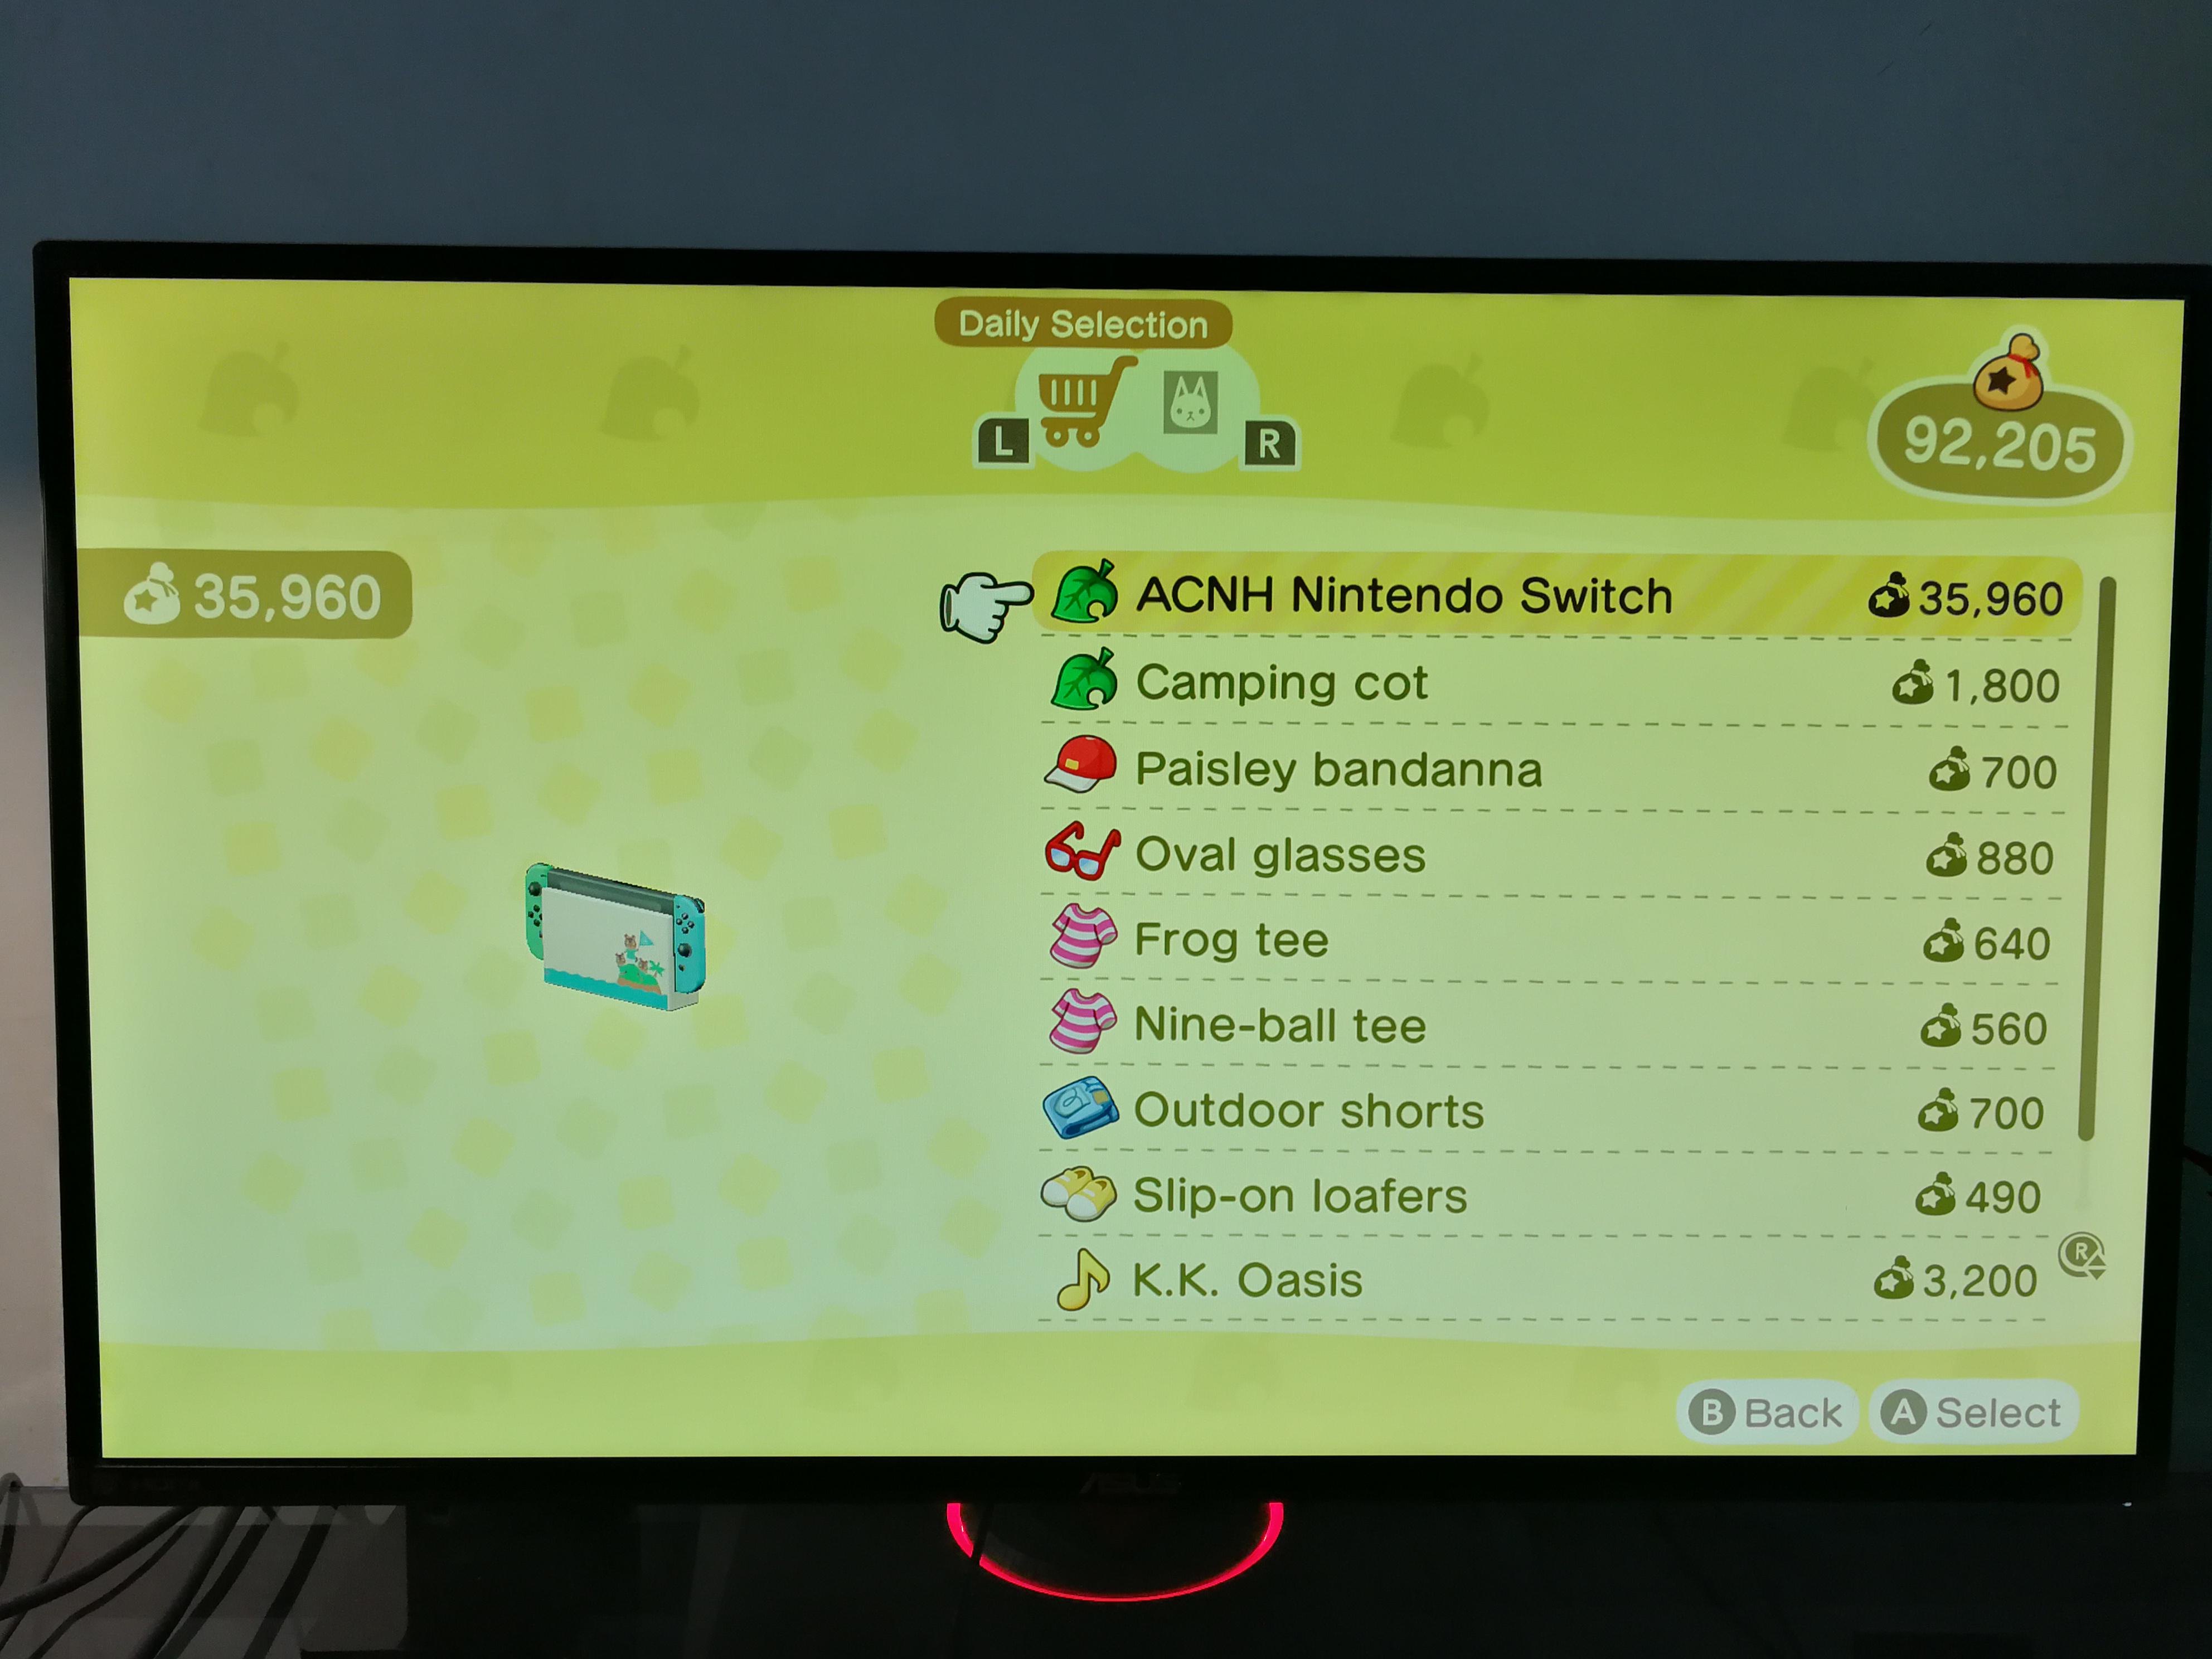 Daily Selection
L
R
92,205
35,960
ACNH Nintendo Switch 35,960
Camping cot 1,800
Paisley bandanna 700
Oval glasses 880
Frog tee 640
Nine-ball tee 560
Outdoor shorts 700
Slip-on loafers 490
K.K. Oasis 3,200
R
B Back A Select
ASUS